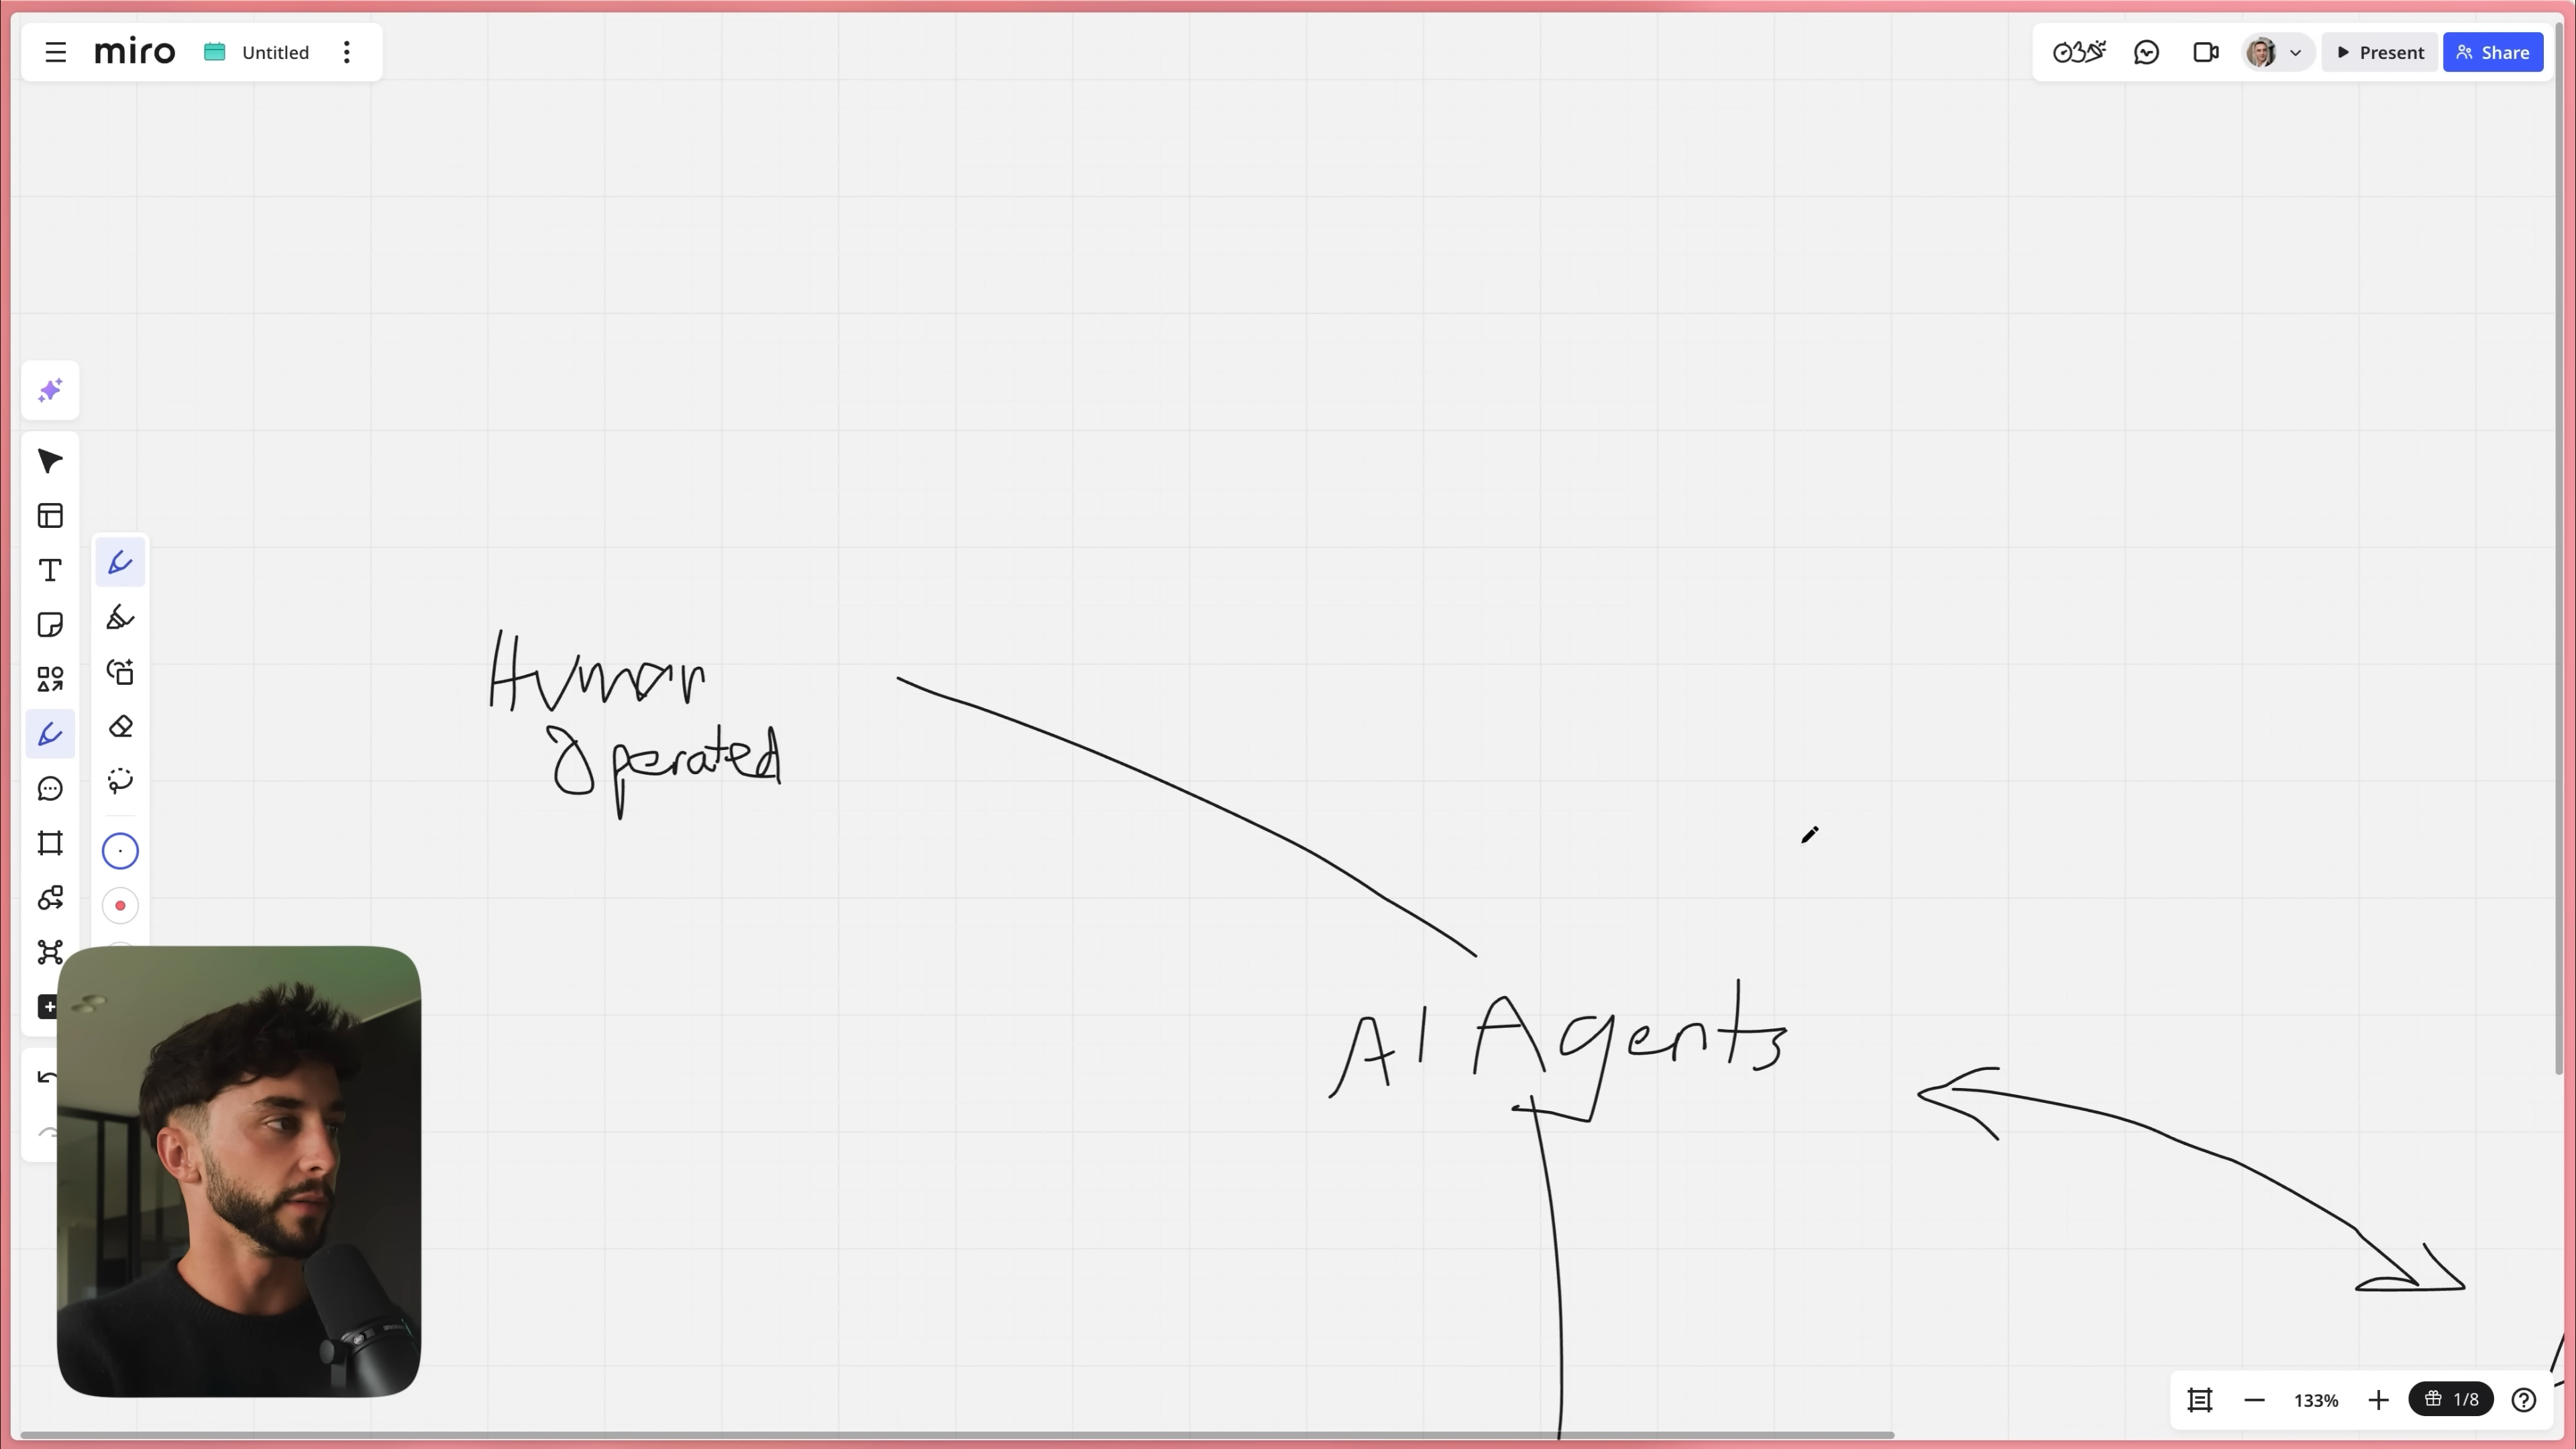 miro Untitled
Present Share
Human
Operated
AI Agents
133% 1/8